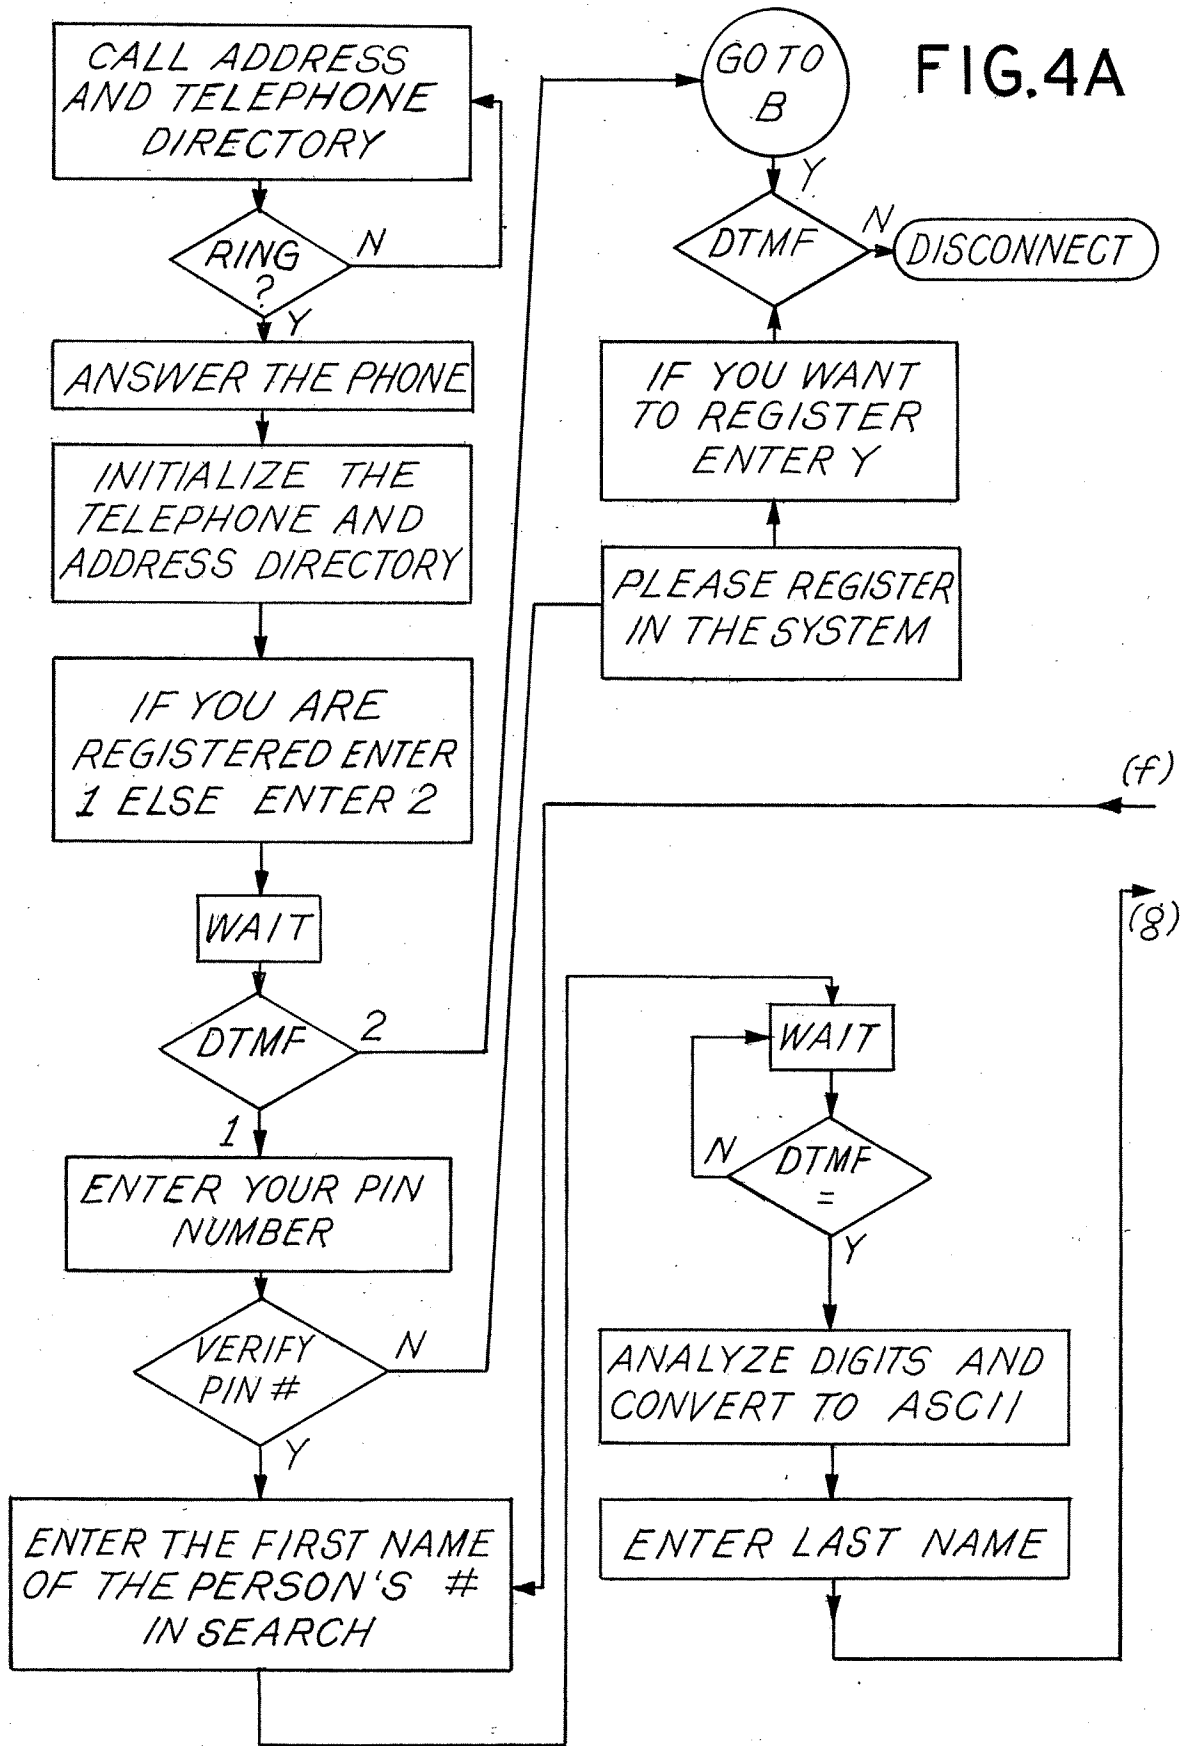 FIG.4A
CALL ADDRESS
AND TELEPHONE
DIRECTORY
RING
?
N
Y
ANSWER THE PHONE
INITIALIZE THE
TELEPHONE AND
ADDRESS DIRECTORY
IF YOU ARE
REGISTERED ENTER
1 ELSE ENTER 2
WAIT
DTMF
2
1
ENTER YOUR PIN
NUMBER
VERIFY
PIN #
N
Y
ENTER THE FIRST NAME
OF THE PERSON'S #
IN SEARCH
GO TO
B
Y
DTMF
N
DISCONNECT
IF YOU WANT
TO REGISTER
ENTER Y
PLEASE REGISTER
IN THE SYSTEM
(f)
(g)
WAIT
DTMF
=
N
Y
ANALYZE DIGITS AND
CONVERT TO ASCII
ENTER LAST NAME